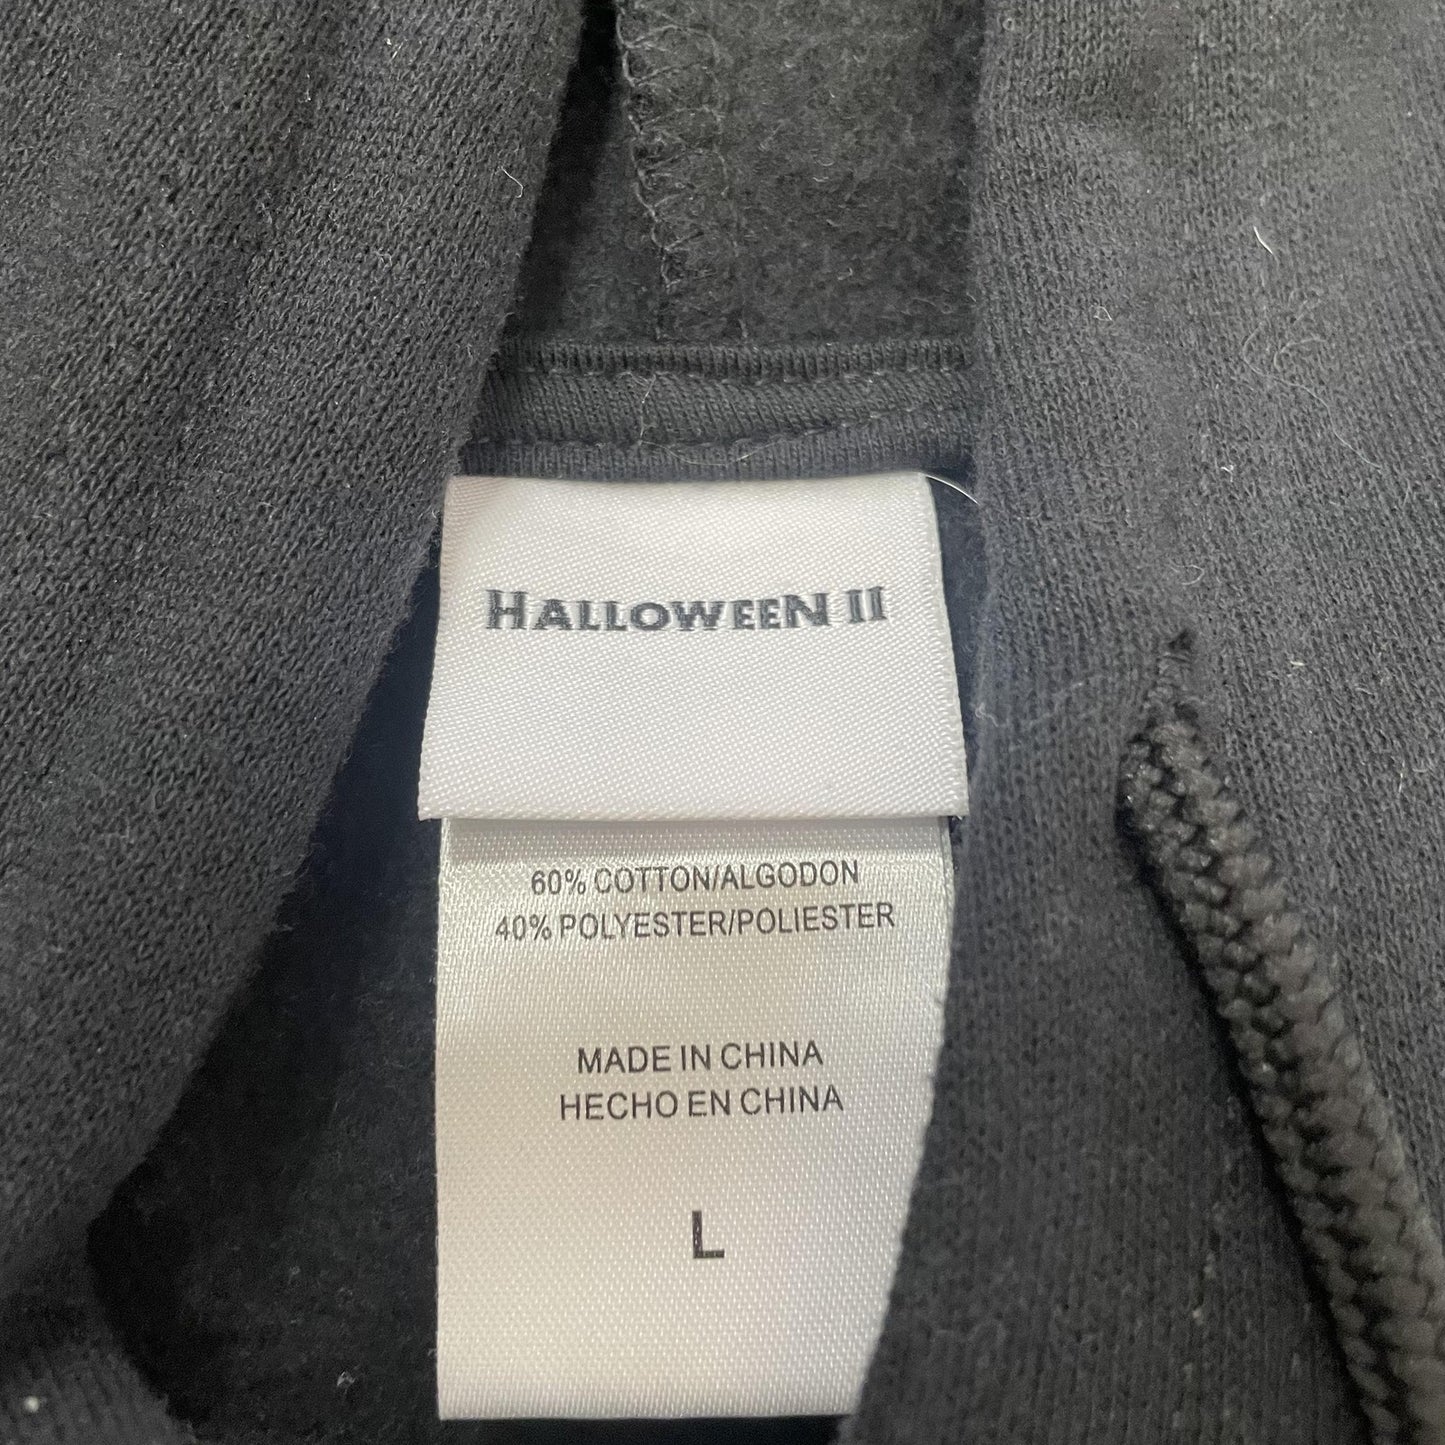 HALLOWEEN II
60% COTTON/ALGODON
40% POLYESTER/POLIESTER
MADE IN CHINA
HECHO EN CHINA
L